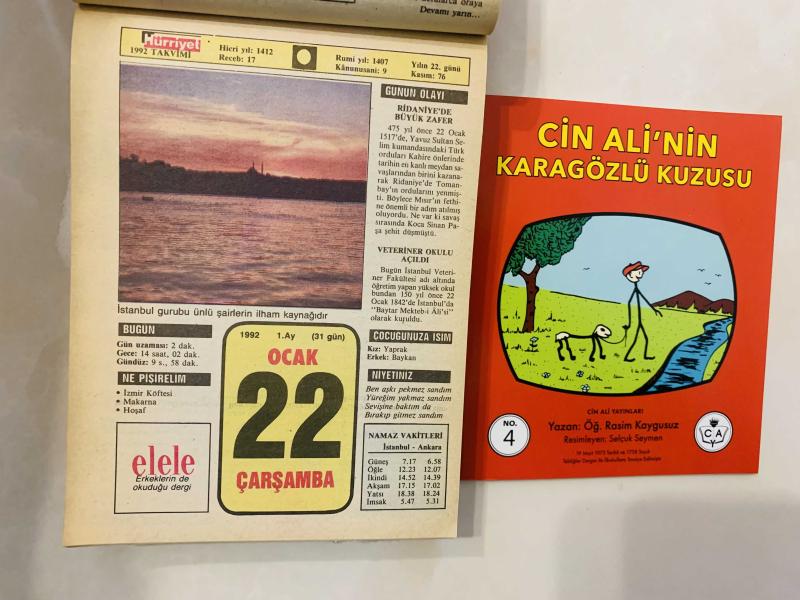 Devamı yarın...
Hürriyet
1992 TAKVİMİ
Hicri yıl: 1412
Receb: 17
Rumi yıl: 1407
Kânunusani: 9
Yılın 22. günü
Kasım: 76
İstanbul gurubu ünlü şairlerin ilham kaynağıdır
GÜNÜN OLAYI
RİDANİYE'DE
BÜYÜK ZAFER
475 yıl önce 22 Ocak
1517'de, Yavuz Sultan Se-
lim kumandasındaki Türk
orduları Kahire önlerinde
tarihin en kanlı meydan sa-
vaşlarından birini kazana-
rak Ridaniye'de Toman-
bay'ın ordularını yenmiş-
ti. Böylece Mısır'ın fethi-
ne önemli bir adım atılmış
oluyordu. Ne var ki savaş
sırasında Koca Sinan Pa-
şa şehit düşmüştü.
VETERİNER OKULU
AÇILDI
Bugün İstanbul Veteri-
ner Fakültesi adı altında
öğretim yapan yüksek okul
bundan 150 yıl önce 22
Ocak 1842'de İstanbul'da
"Baytar Mekteb-i Âli'si"
olarak kuruldu.
BUGÜN
Gün uzaması: 2 dak.
Gece: 14 saat, 02 dak.
Gündüz: 9 s., 58 dak.
NE PİŞİRELİM
• İzmir Köftesi
• Makarna
• Hoşaf
elele
Erkeklerin de
okuduğu dergi
1992 1.Ay (31 gün)
OCAK
22
ÇARŞAMBA
ÇOCUĞUNUZA İSİM
Kız: Yaprak
Erkek: Baykan
NİYETİNİZ
Ben aşkı pekmez sandım
Yüreğim yakmaz sandım
Sevişine baktım da
Bırakıp gitmez sandım
NAMAZ VAKİTLERİ
İstanbul - Ankara
Güneş 7.17 6.58
Öğle 12.23 12.07
İkindi 14.52 14.39
Akşam 17.15 17.02
Yatsı 18.38 18.24
İmsak 5.47 5.31
CİN ALİ'NİN
KARAGÖZLÜ KUZUSU
CİN ALİ YAYINLARI
Yazan: Öğ. Rasim Kaygusuz
Resimleyen: Selçuk Seymen
NO.
4
C A
Y